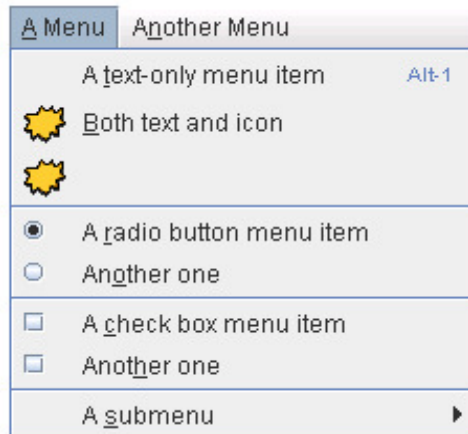 A Menu Another Menu
A text-only menu item Alt-1
Both text and icon
A radio button menu item
Another one
A check box menu item
Another one
A submenu